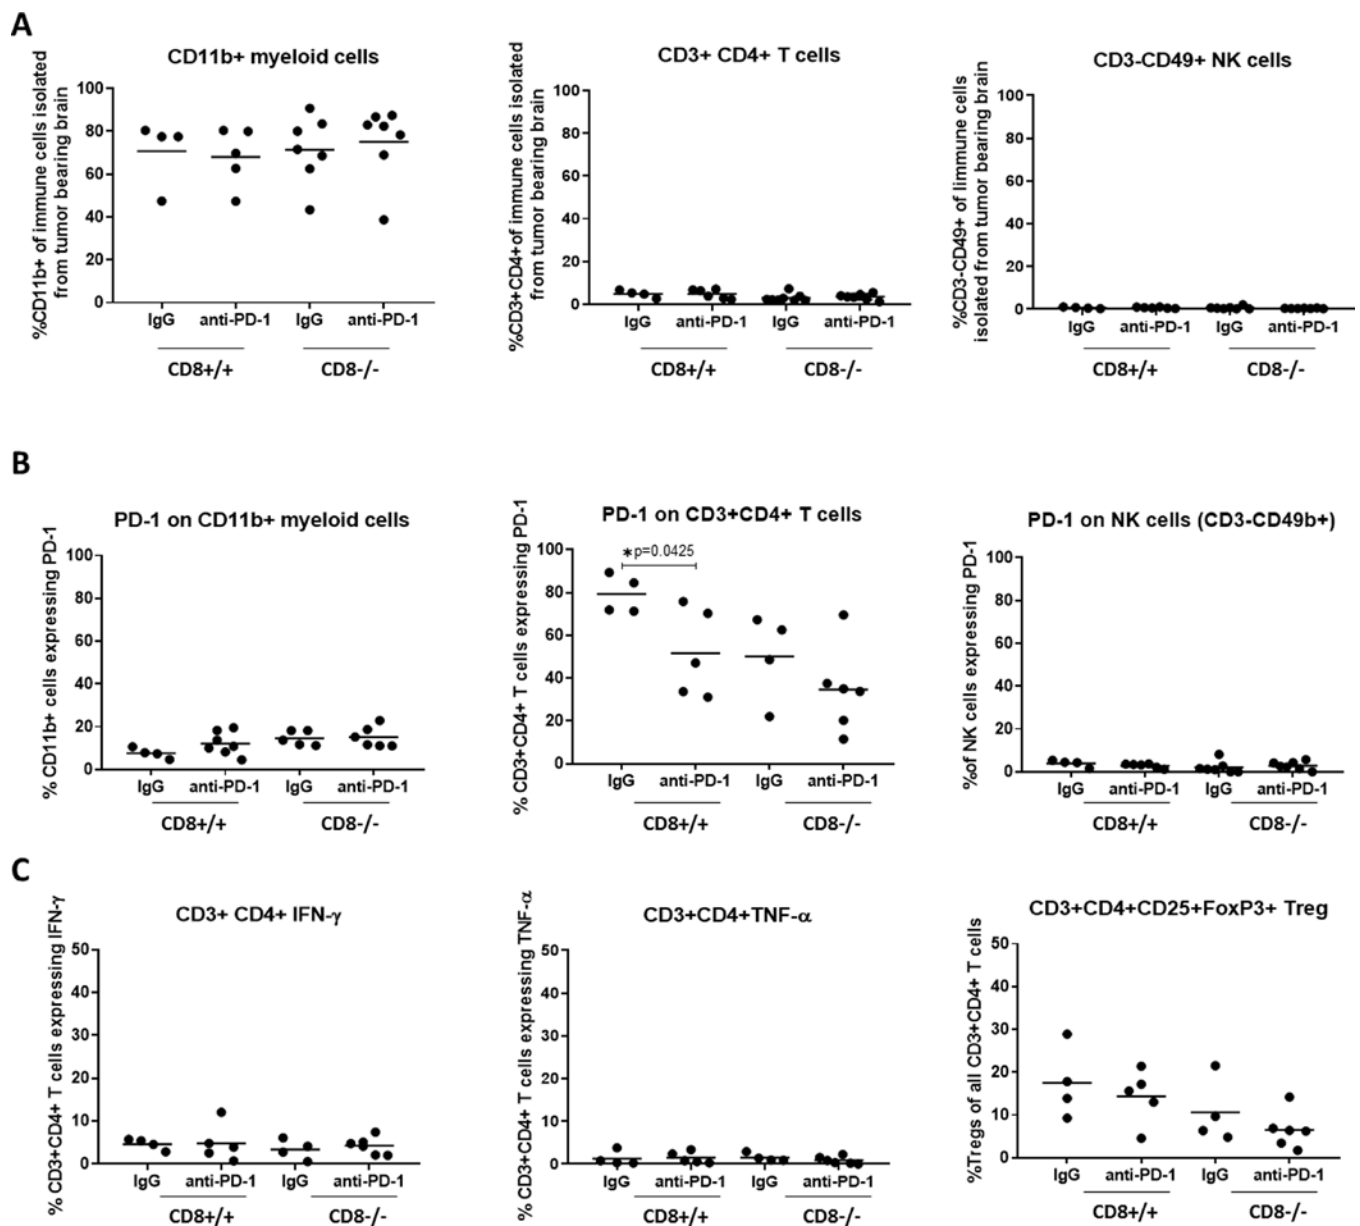 A
CD11b+ myeloid cells
%CD11b+ of immune cells isolated
from tumor bearing brain
100
80
60
40
20
0
IgG anti-PD-1 IgG anti-PD-1
CD8+/+ CD8-/-
CD3+ CD4+ T cells
%CD3+CD4+of immune cells isolated
from tumor bearing brain
100
80
60
40
20
0
IgG anti-PD-1 IgG anti-PD-1
CD8+/+ CD8-/-
CD3-CD49+ NK cells
%CD3-CD49+ of Iimmune cells
isolated from tumor bearing brain
100
80
60
40
20
0
IgG anti-PD-1 IgG anti-PD-1
CD8+/+ CD8-/-
B
PD-1 on CD11b+ myeloid cells
% CD11b+ cells expressing PD-1
100
80
60
40
20
0
IgG anti-PD-1 IgG anti-PD-1
CD8+/+ CD8-/-
PD-1 on CD3+CD4+ T cells
% CD3+CD4+ T cells expressing PD-1
100
80
60
40
20
0
*p=0.0425
IgG anti-PD-1 IgG anti-PD-1
CD8+/+ CD8-/-
PD-1 on NK cells (CD3-CD49b+)
%of NK cells expressing PD-1
100
80
60
40
20
0
IgG anti-PD-1 IgG anti-PD-1
CD8+/+ CD8-/-
C
CD3+ CD4+ IFN-γ
% CD3+CD4+ T cells expressing IFN-γ
50
40
30
20
10
0
IgG anti-PD-1 IgG anti-PD-1
CD8+/+ CD8-/-
CD3+CD4+TNF-α
% CD3+CD4+ T cells expressing TNF-α
50
40
30
20
10
0
IgG anti-PD-1 IgG anti-PD-1
CD8+/+ CD8-/-
CD3+CD4+CD25+FoxP3+ Treg
%Tregs of all CD3+CD4+ T cells
50
40
30
20
10
0
IgG anti-PD-1 IgG anti-PD-1
CD8+/+ CD8-/-